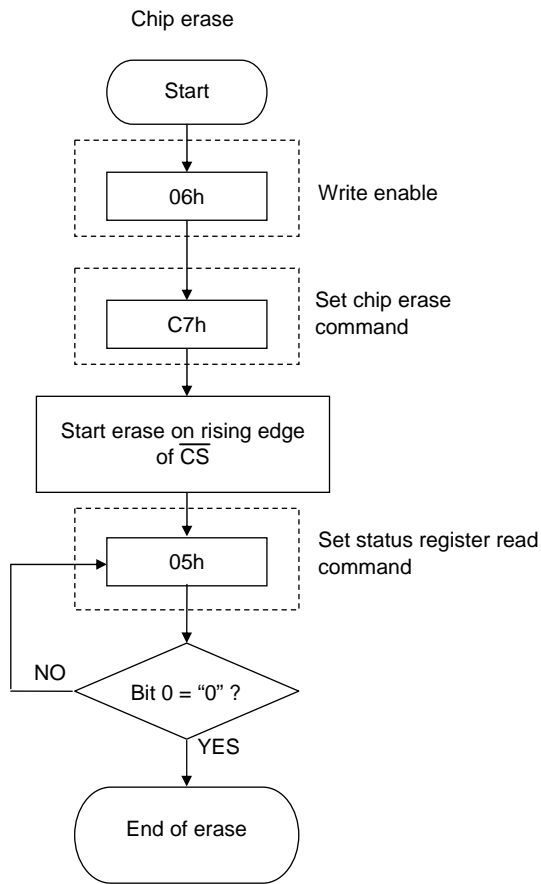 Chip erase
Start
06h
Write enable
C7h
Set chip erase
command
Start erase on rising edge
of C̅S̅
05h
Set status register read
command
NO
Bit 0 = “0” ?
YES
End of erase